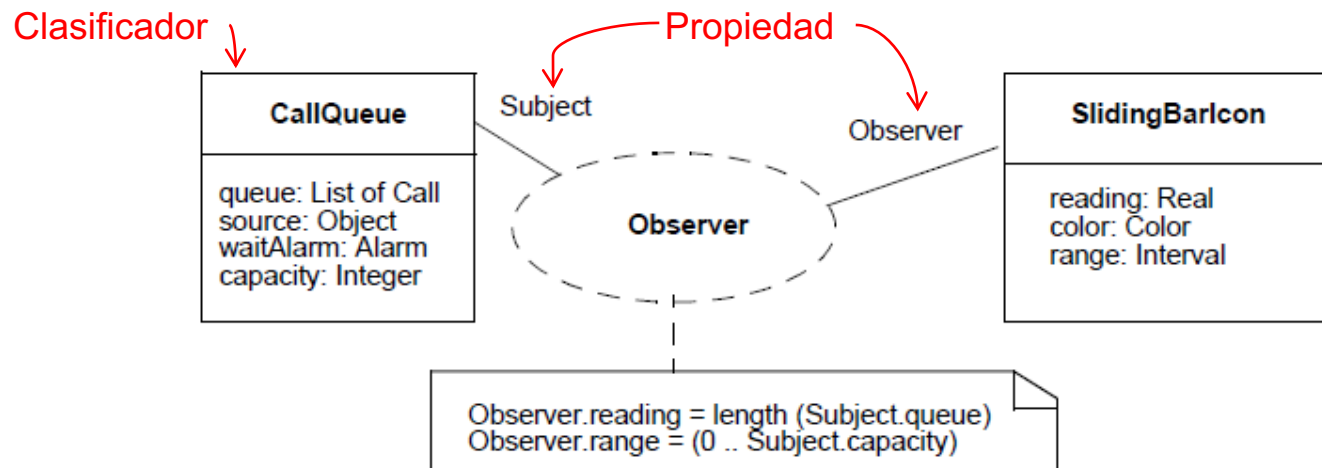 Clasificador
Propiedad
CallQueue
Subject
Observer
SlidingBarIcon
queue: List of Call
source: Object
waitAlarm: Alarm
capacity: Integer
Observer
reading: Real
color: Color
range: Interval
Observer.reading = length (Subject.queue)
Observer.range = (0 .. Subject.capacity)